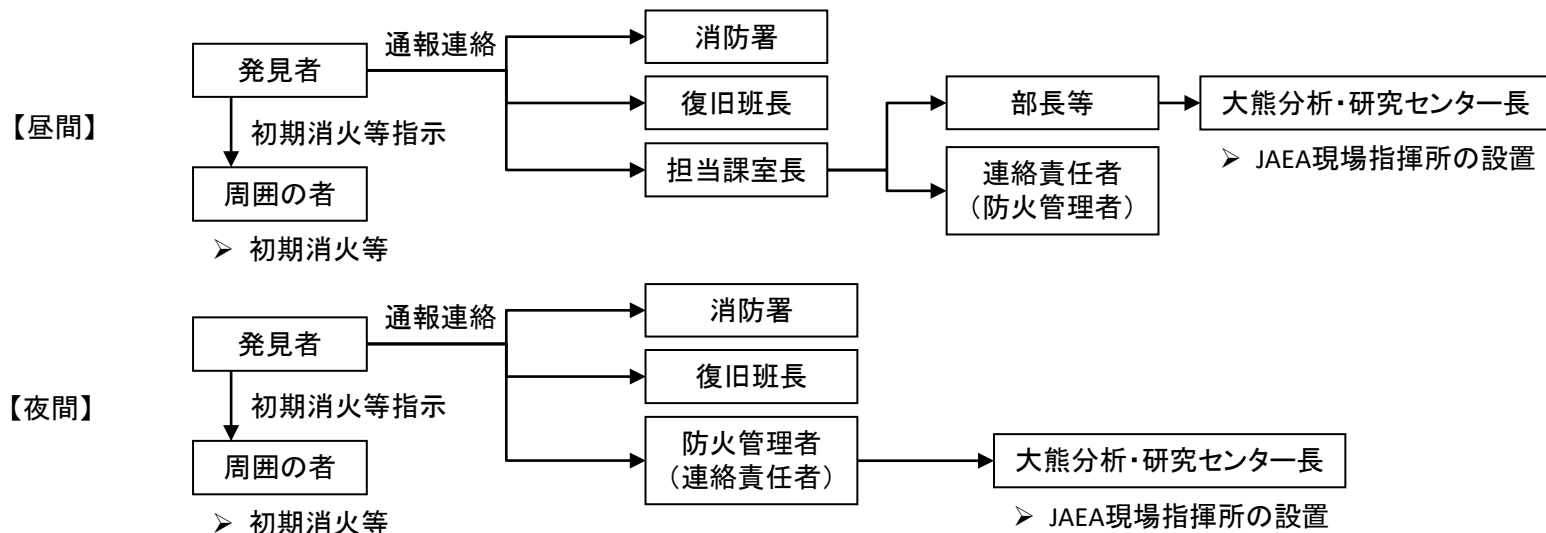 【昼間】
発見者
通報連絡
初期消火等指示
周囲の者
➢ 初期消火等
消防署
復旧班長
担当課室長
部長等
連絡責任者
（防火管理者）
大熊分析・研究センター長
➢ JAEA現場指揮所の設置
【夜間】
発見者
通報連絡
初期消火等指示
周囲の者
➢ 初期消火等
消防署
復旧班長
防火管理者
（連絡責任者）
大熊分析・研究センター長
➢ JAEA現場指揮所の設置